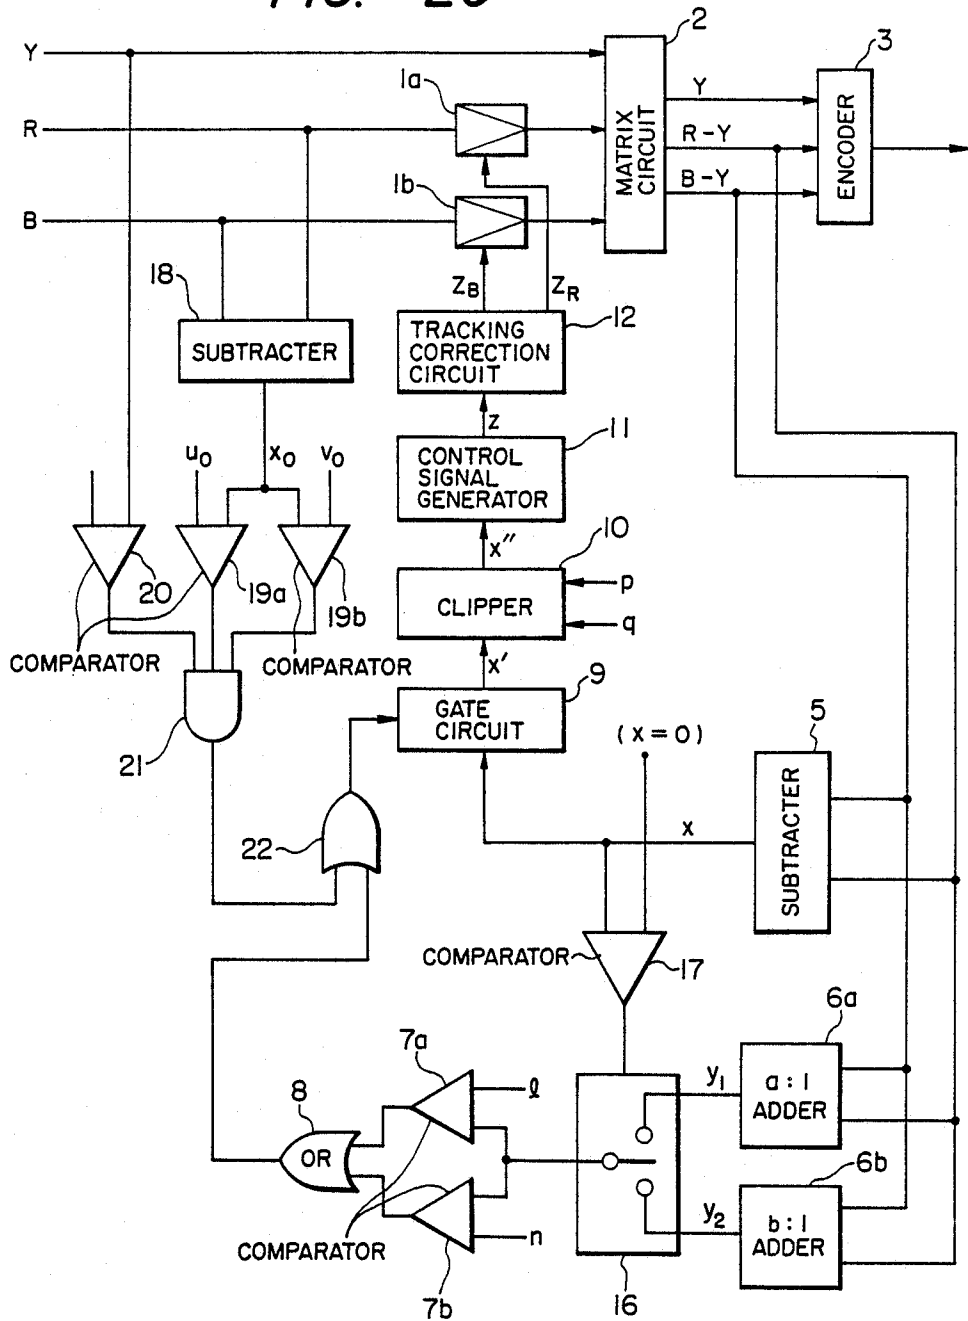 FIG. 20
2
3
Y
1a
Y
R
R-Y
MATRIX
CIRCUIT
ENCODER
1b
B-Y
B
18
ZB
ZR
12
SUBTRACTER
TRACKING
CORRECTION
CIRCUIT
z
11
u0
x0
v0
CONTROL
SIGNAL
GENERATOR
x″
10
20
19a
19b
CLIPPER
p
q
COMPARATOR
COMPARATOR
x′
9
GATE
CIRCUIT
(x=0)
5
21
22
x
SUBTRACTER
COMPARATOR
17
6a
7a
y1
a:1
ADDER
8
ℓ
OR
6b
y2
b:1
ADDER
n
COMPARATOR
7b
16